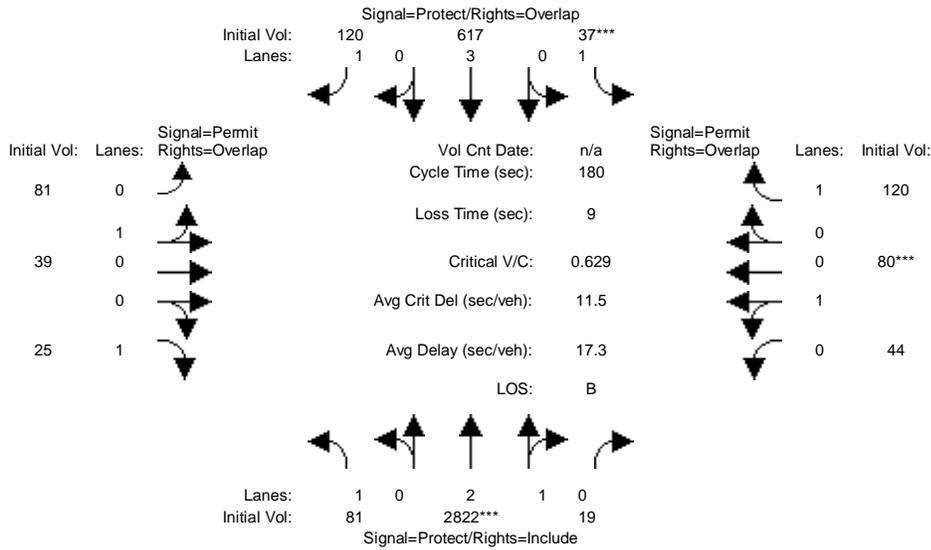 Signal=Protect/Rights=Overlap
Initial Vol: 120 617 37***
Lanes: 1 0 3 0 1
Signal=Permit
Initial Vol: Lanes: Rights=Overlap
Vol Cnt Date: n/a
Signal=Permit
Rights=Overlap Lanes: Initial Vol:
Cycle Time (sec): 180
81 0
1 120
Loss Time (sec): 9
1
0
39 0
Critical V/C: 0.629
0 80***
0
Avg Crit Del (sec/veh): 11.5
1
25 1
Avg Delay (sec/veh): 17.3
0 44
LOS: B
Lanes: 1 0 2 1 0
Initial Vol: 81 2822*** 19
Signal=Protect/Rights=Include